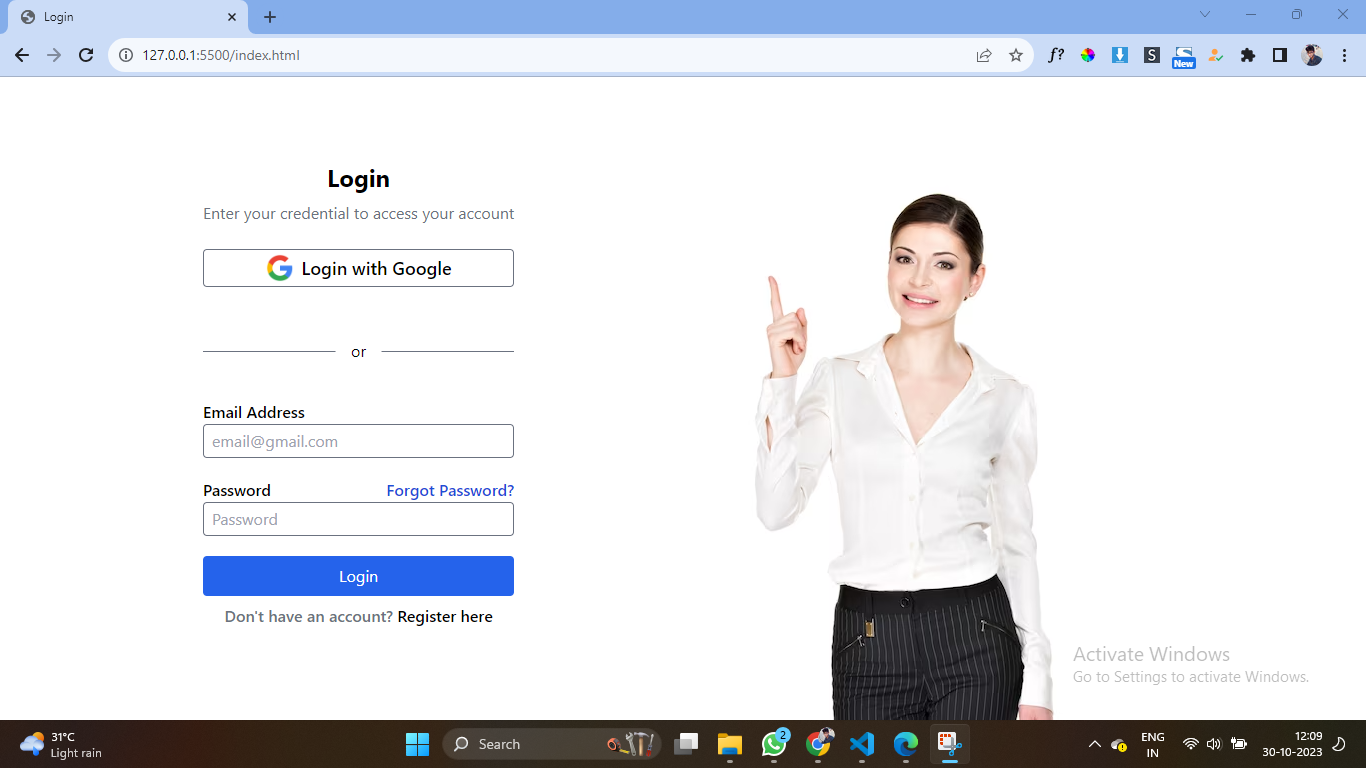 Login
127.0.0.1:5500/index.html
f?
S
New
Login
Enter your credential to access your account
Login with Google
or
Email Address
email@gmail.com
Password Forgot Password?
Password
Login
Don't have an account? Register here
Activate Windows
Go to Settings to activate Windows.
31°C
Light rain
Search
2
ENG
IN
12:09
30-10-2023